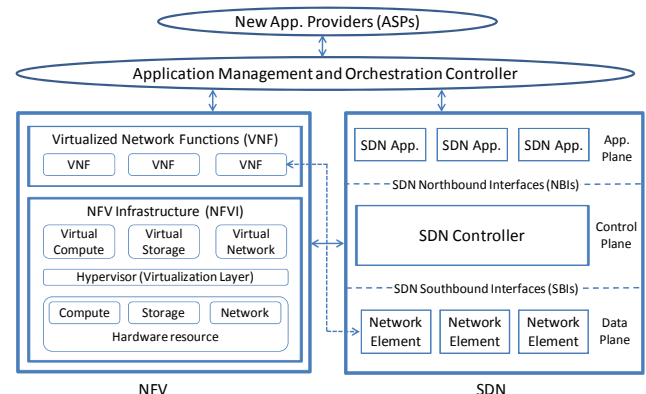 New App. Providers (ASPs)
Application Management and Orchestration Controller
Virtualized Network Functions (VNF)
VNF VNF VNF
NFV Infrastructure (NFVI)
Virtual Compute
Virtual Storage
Virtual Network
Hypervisor (Virtualization Layer)
Compute Storage Network
Hardware resource
NFV
SDN App. SDN App. SDN App.
App. Plane
SDN Northbound Interfaces (NBIs)
SDN Controller
Control Plane
SDN Southbound Interfaces (SBIs)
Network Element
Network Element
Network Element
Data Plane
SDN